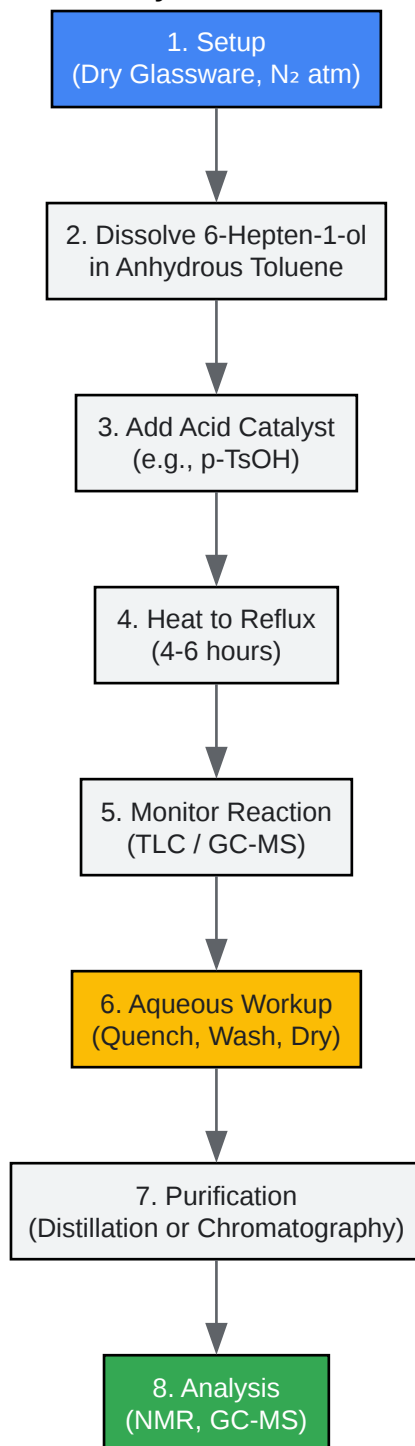 1. Setup
(Dry Glassware, N₂ atm)
2. Dissolve 6-Hepten-1-ol
in Anhydrous Toluene
3. Add Acid Catalyst
(e.g., p-TsOH)
4. Heat to Reflux
(4-6 hours)
5. Monitor Reaction
(TLC / GC-MS)
6. Aqueous Workup
(Quench, Wash, Dry)
7. Purification
(Distillation or Chromatography)
8. Analysis
(NMR, GC-MS)